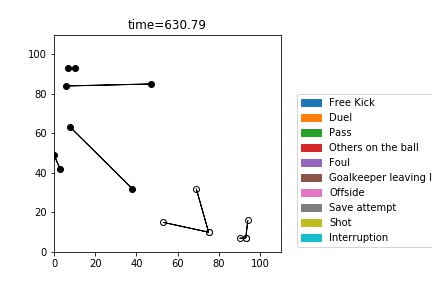 time=630.79
100
80
60
40
20
0
0 20 40 60 80 100
Free Kick
Duel
Pass
Others on the ball
Foul
Goalkeeper leaving l
Offside
Save attempt
Shot
Interruption